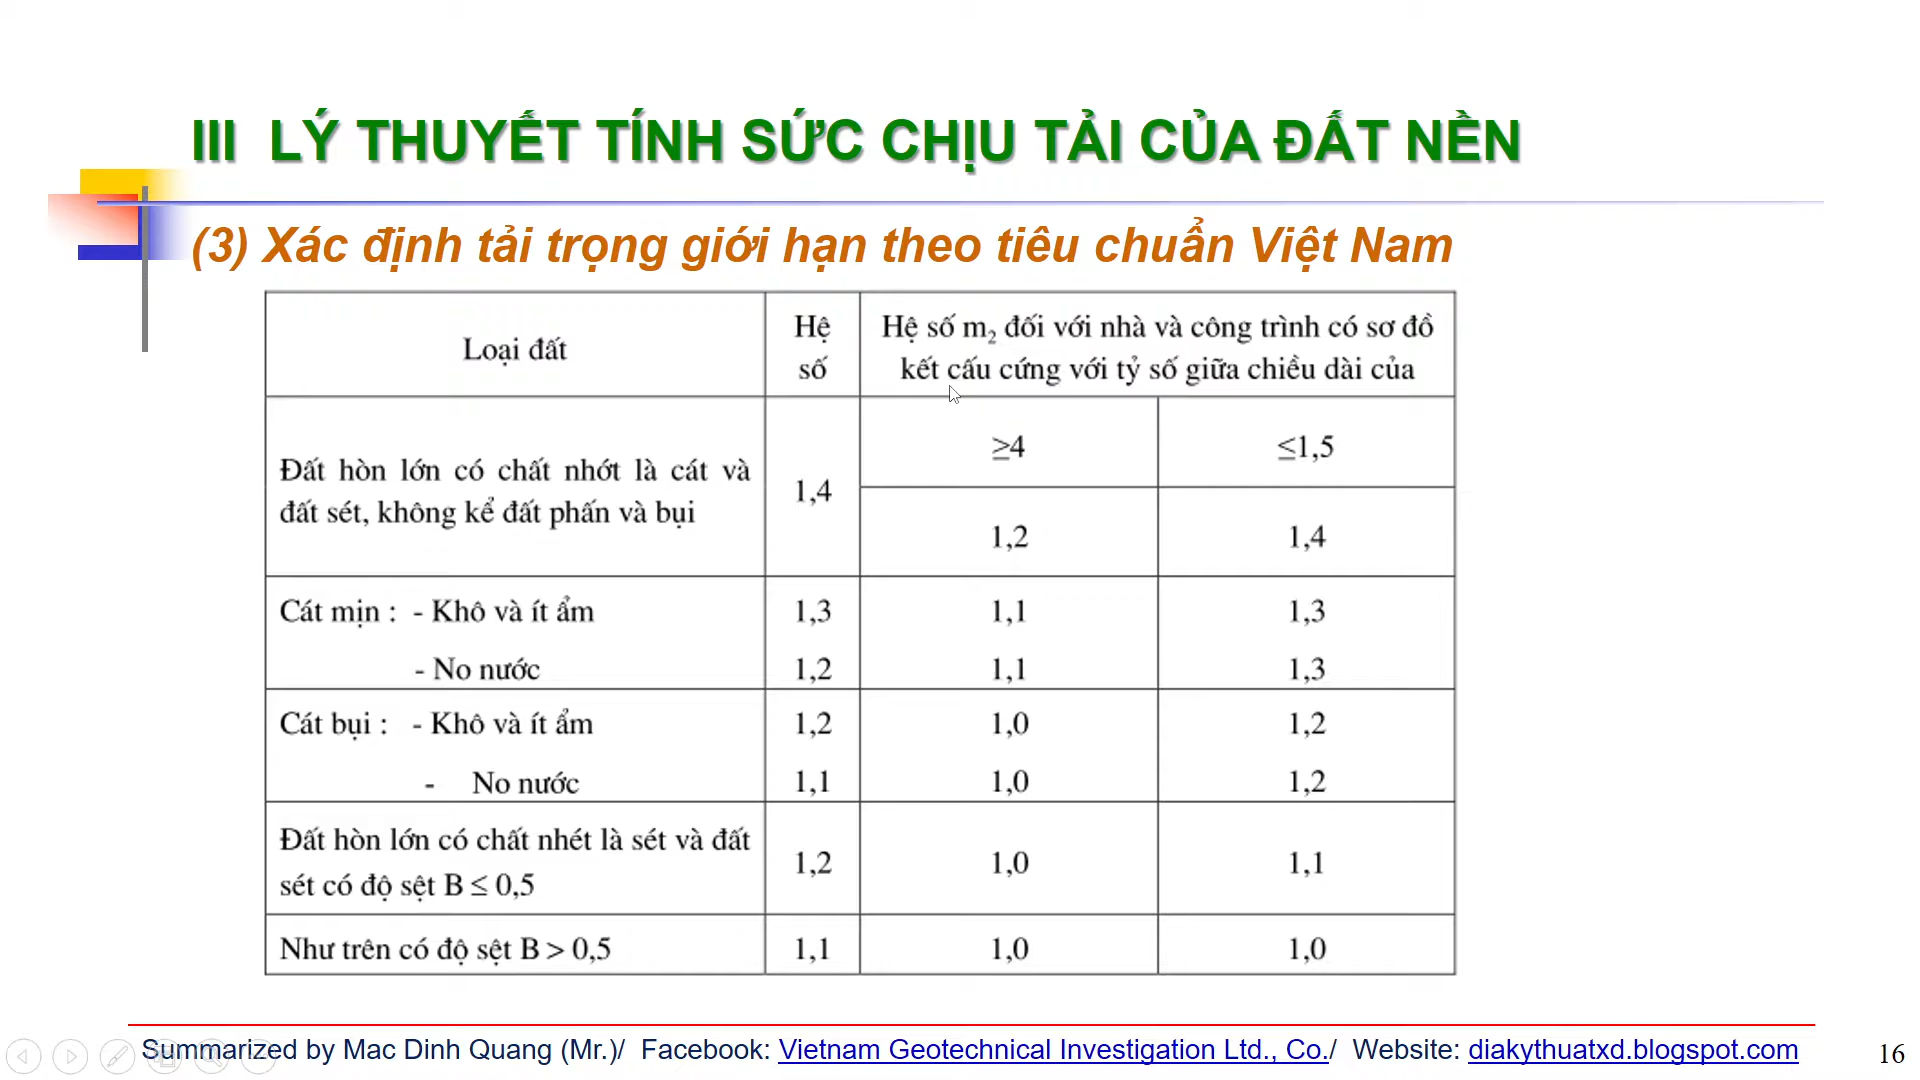 III LÝ THUYẾT TÍNH SỨC CHỊU TẢI CỦA ĐẤT NỀN
(3) Xác định tải trọng giới hạn theo tiêu chuẩn Việt Nam
Loại đất
Hệ
số
Hệ số m2 đối với nhà và công trình có sơ đồ
kết cấu cứng với tỷ số giữa chiều dài của
Đất hòn lớn có chất nhớt là cát và
đất sét, không kể đất phấn và bụi
1,4
≥4
≤1,5
1,2
1,4
Cát mịn : - Khô và ít ẩm
1,3
1,1
1,3
- No nước
1,2
1,1
1,3
Cát bụi : - Khô và ít ẩm
1,2
1,0
1,2
- No nước
1,1
1,0
1,2
Đất hòn lớn có chất nhét là sét và đất
sét có độ sệt B ≤ 0,5
1,2
1,0
1,1
Như trên có độ sệt B > 0,5
1,1
1,0
1,0
Summarized by Mac Dinh Quang (Mr.)/ Facebook: Vietnam Geotechnical Investigation Ltd., Co./ Website: diakythuatxd.blogspot.com
16